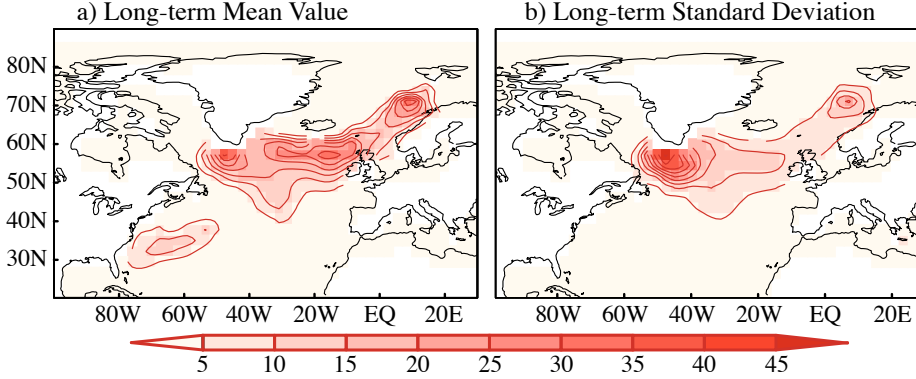 a) Long-term Mean Value
b) Long-term Standard Deviation
80N
70N
60N
50N
40N
30N
80W 60W 40W 20W EQ 20E
80W 60W 40W 20W EQ 20E
5 10 15 20 25 30 35 40 45